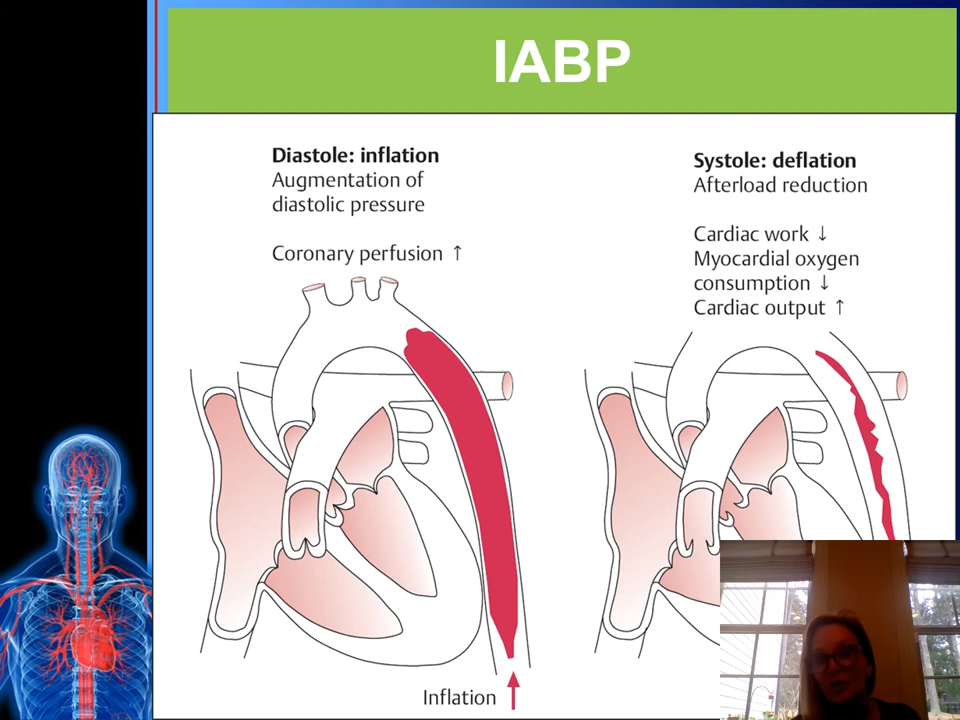 IABP
Diastole: inflation
Augmentation of
diastolic pressure
Coronary perfusion ↑
Systole: deflation
Afterload reduction
Cardiac work ↓
Myocardial oxygen
consumption ↓
Cardiac output ↑
Inflation